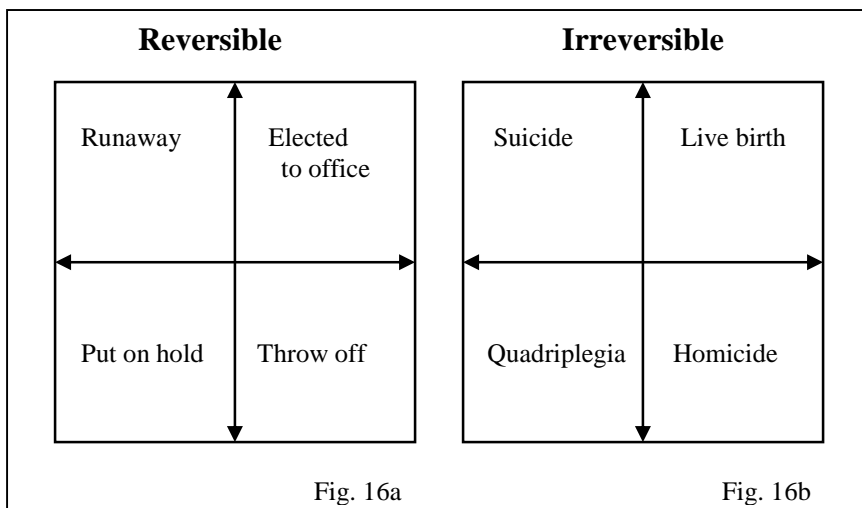 Reversible
Irreversible
Runaway
Elected
to office
Suicide
Live birth
Put on hold
Throw off
Quadriplegia
Homicide
Fig. 16a
Fig. 16b